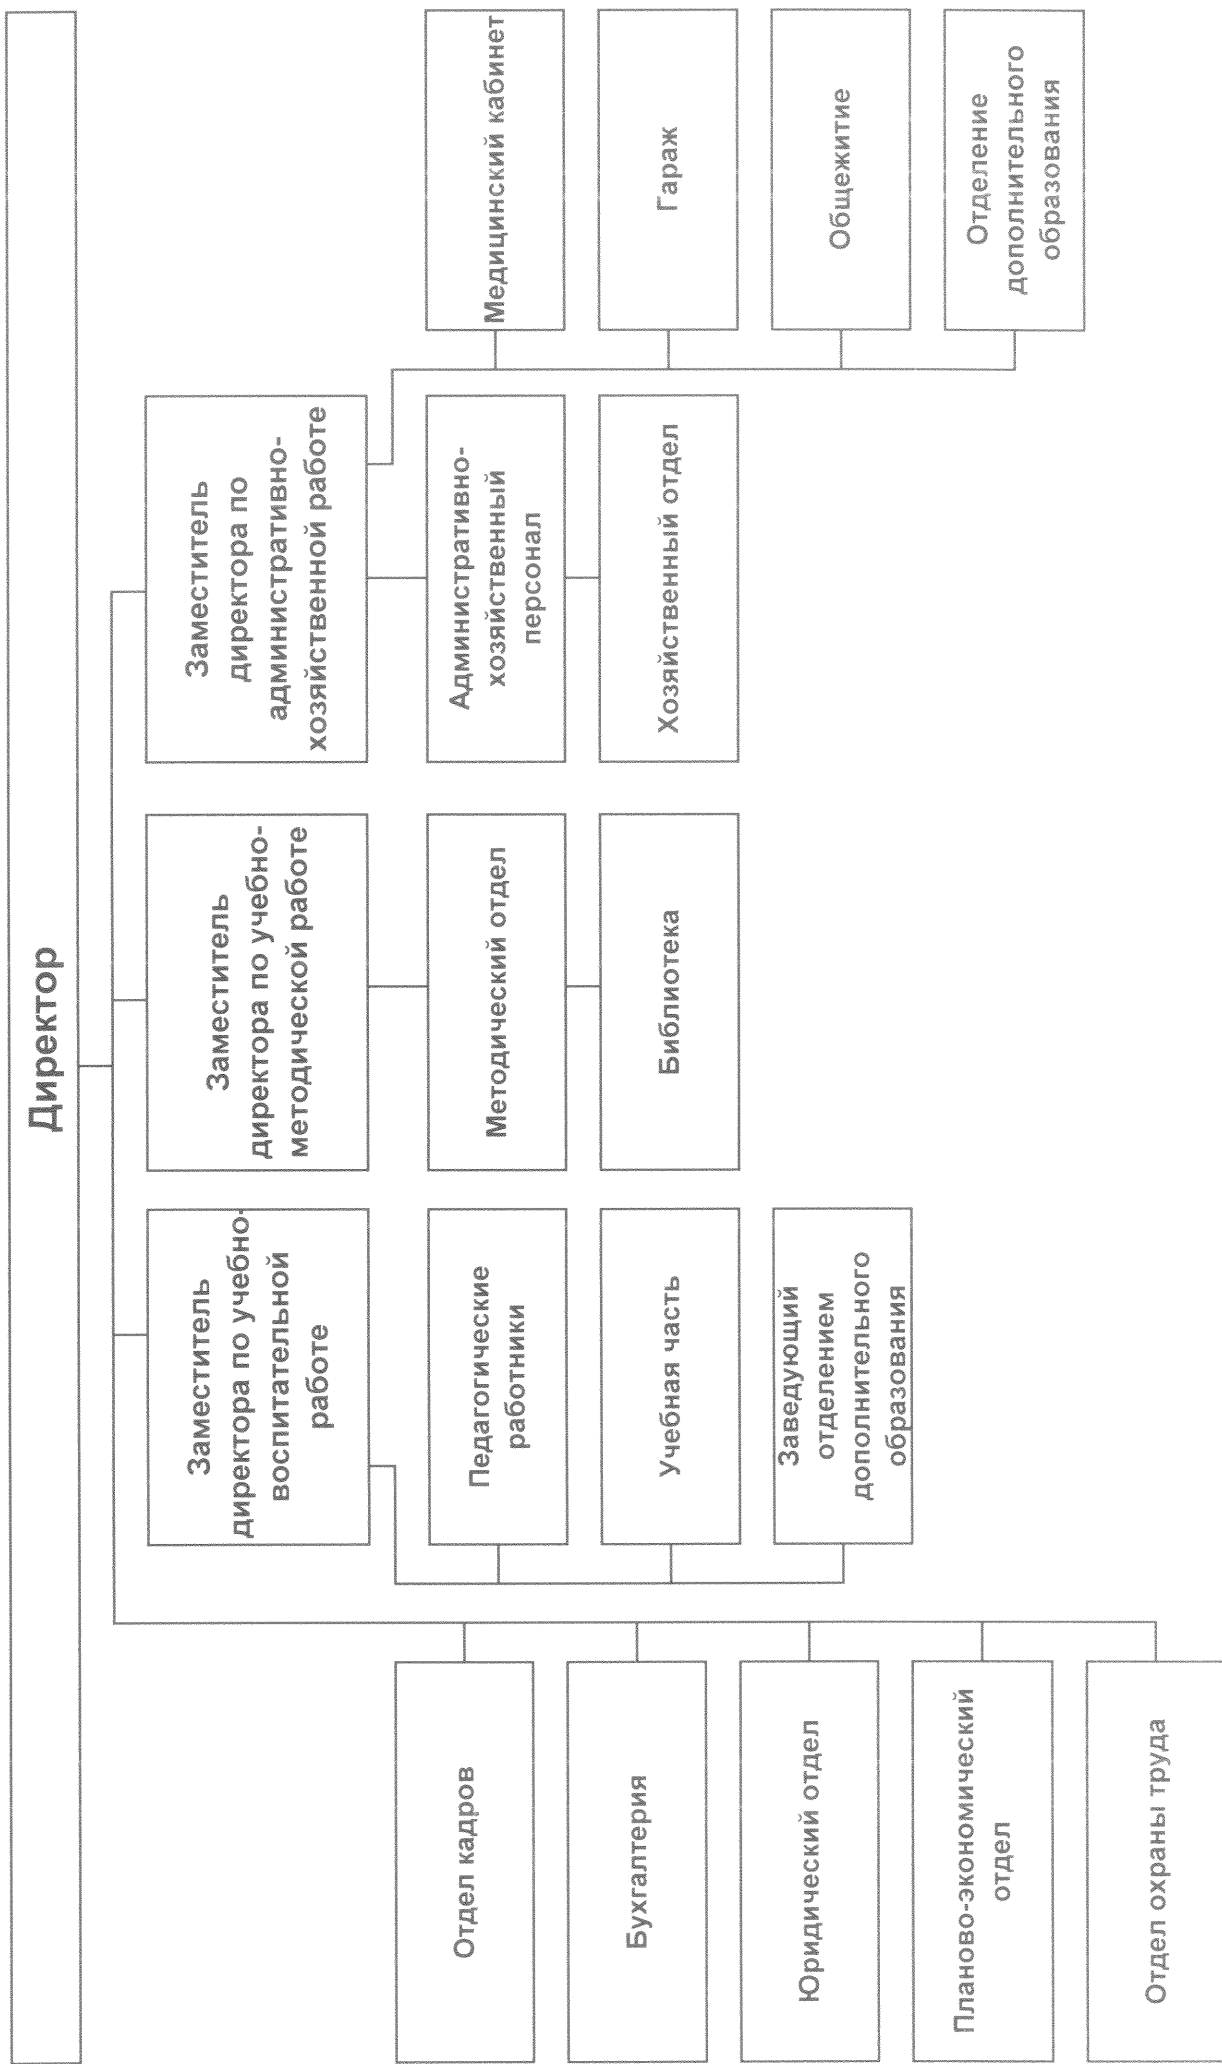 Директор
Отдел кадров
Бухгалтерия
Юридический отдел
Планово-экономический
отдел
Отдел охраны труда
Заместитель
директора по учебно-
воспитательной
работе
Педагогические
работники
Учебная часть
Заведующий
отделением
дополнительного
образования
Заместитель
директора по учебно-
методической работе
Методический отдел
Библиотека
Заместитель
директора по
административно-
хозяйственной работе
Административно-
хозяйственный
персонал
Хозяйственный отдел
Медицинский кабинет
Гараж
Общежитие
Отделение
дополнительного
образования